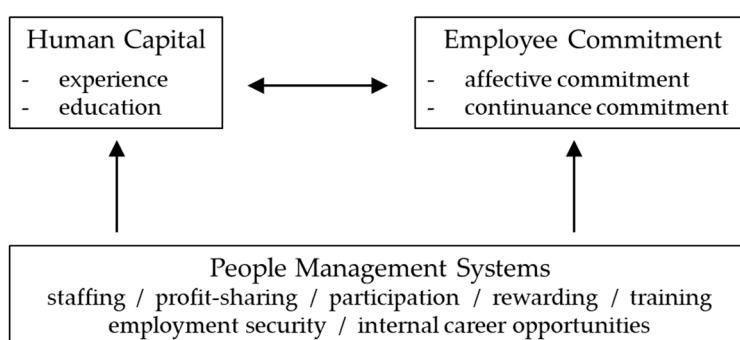 Human Capital
- experience
- education
Employee Commitment
- affective commitment
- continuance commitment
People Management Systems
staffing / profit-sharing / participation / rewarding / training
employment security / internal career opportunities